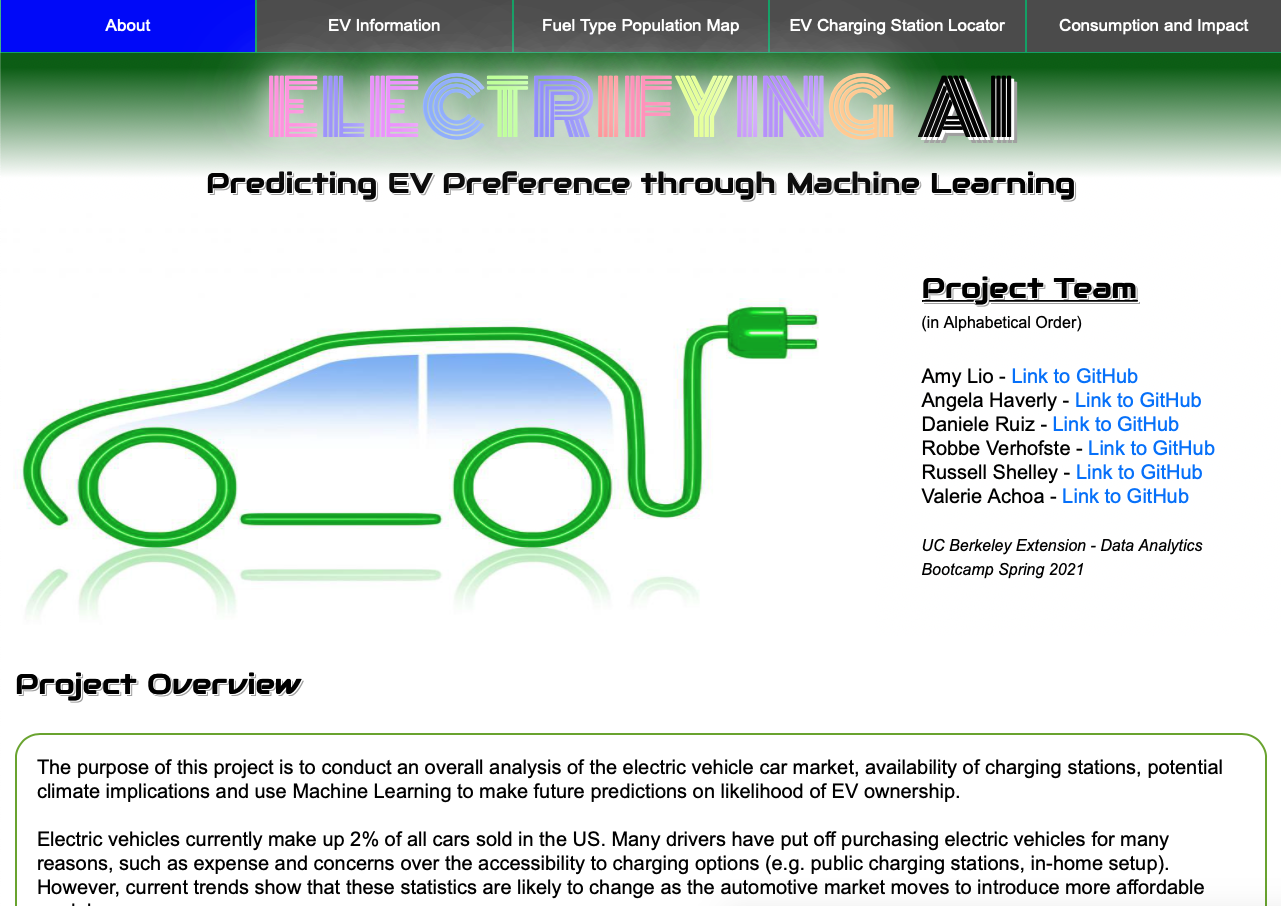 About
EV Information
Fuel Type Population Map
EV Charging Station Locator
Consumption and Impact
ELECTRIFYING AI
Predicting EV Preference through Machine Learning
Project Team
(in Alphabetical Order)
Amy Lio - Link to GitHub
Angela Haverly - Link to GitHub
Daniele Ruiz - Link to GitHub
Robbe Verhofste - Link to GitHub
Russell Shelley - Link to GitHub
Valerie Achoa - Link to GitHub
UC Berkeley Extension - Data Analytics
Bootcamp Spring 2021
Project Overview
The purpose of this project is to conduct an overall analysis of the electric vehicle car market, availability of charging stations, potential
climate implications and use Machine Learning to make future predictions on likelihood of EV ownership.
Electric vehicles currently make up 2% of all cars sold in the US. Many drivers have put off purchasing electric vehicles for many
reasons, such as expense and concerns over the accessibility to charging options (e.g. public charging stations, in-home setup).
However, current trends show that these statistics are likely to change as the automotive market moves to introduce more affordable